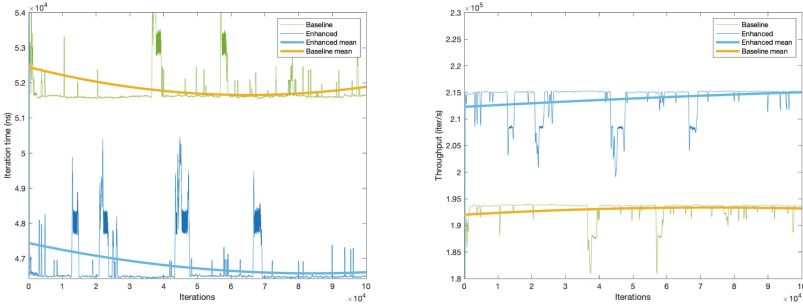 × 10⁴
5.4
5.3
5.2
5.1
5
4.9
4.8
4.7
Iteration time (ns)
0 1 2 3 4 5 6 7 8 9 10
Iterations
× 10⁴
Baseline
Enhanced
Enhanced mean
Baseline mean
× 10⁵
2.3
2.25
2.2
2.15
2.1
2.05
2
1.95
1.9
1.85
1.8
Throughput (iter/s)
0 1 2 3 4 5 6 7 8 9 10
Iterations
× 10⁴
Baseline
Enhanced
Enhanced mean
Baseline mean